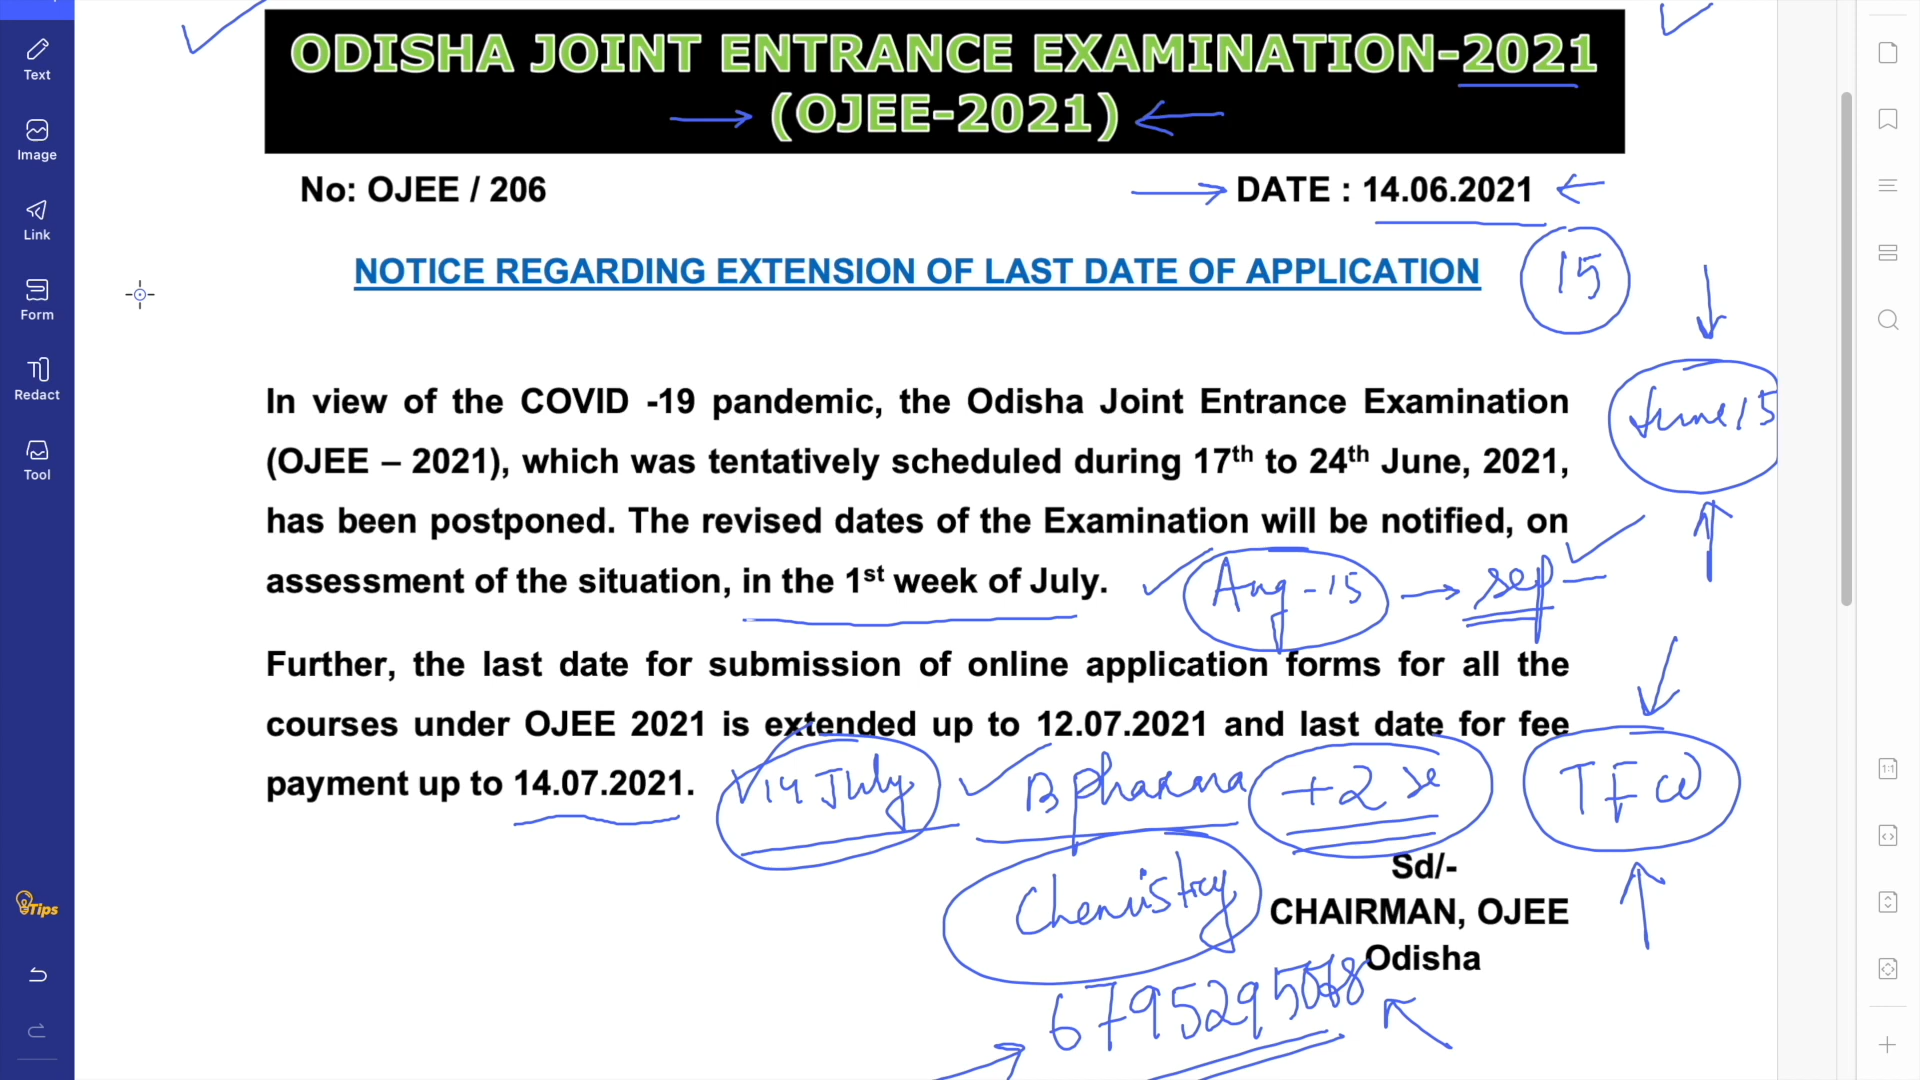 ODISHA JOINT ENTRANCE EXAMINATION-2021
(OJEE-2021)
No: OJEE / 206
DATE : 14.06.2021
NOTICE REGARDING EXTENSION OF LAST DATE OF APPLICATION
15
June 15
In view of the COVID -19 pandemic, the Odisha Joint Entrance Examination
(OJEE – 2021), which was tentatively scheduled during 17th to 24th June, 2021,
has been postponed. The revised dates of the Examination will be notified, on
assessment of the situation, in the 1st week of July.
Aug-15
sep
Further, the last date for submission of online application forms for all the
courses under OJEE 2021 is extended up to 12.07.2021 and last date for fee
payment up to 14.07.2021.
14 July
B pharma
+2 sc
TFW
Chemistry
Sd/-
CHAIRMAN, OJEE
Odisha
Text
Image
Link
Form
Redact
Tool
Tips
1:1